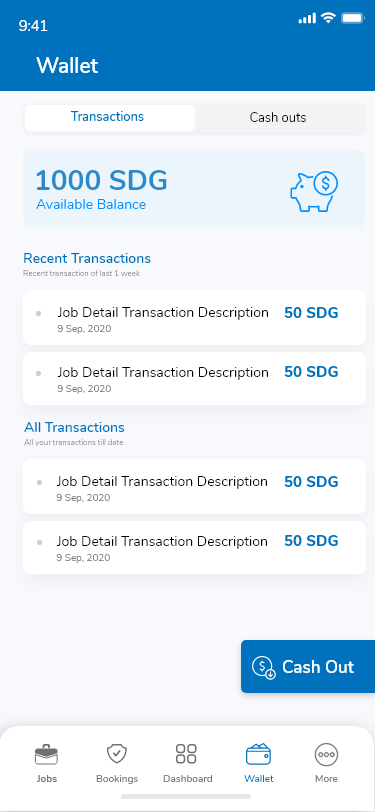 9:41
Wallet
Transactions
Cash outs
1000 SDG
Available Balance
Recent Transactions
Recent transaction of last 1 week
Job Detail Transaction Description 50 SDG
9 Sep, 2020
Job Detail Transaction Description 50 SDG
9 Sep, 2020
All Transactions
All your transactions till date
Job Detail Transaction Description 50 SDG
9 Sep, 2020
Job Detail Transaction Description 50 SDG
9 Sep, 2020
Cash Out
Jobs Bookings Dashboard Wallet More